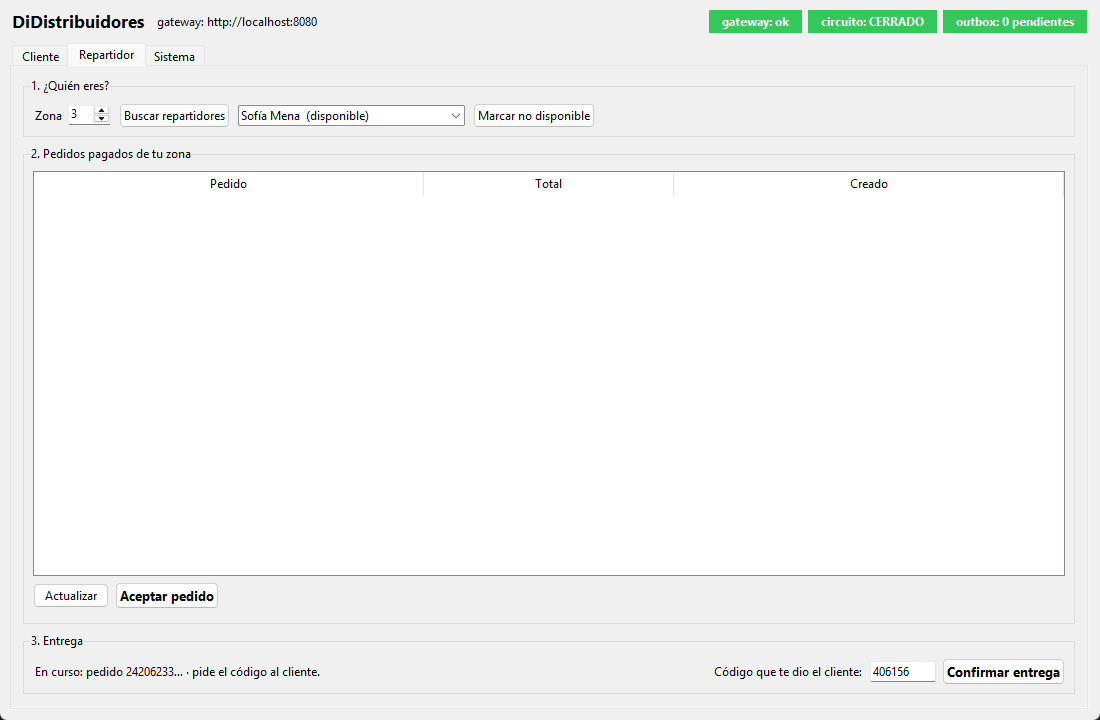 DiDistribuidores gateway: http://localhost:8080 gateway: ok circuito: CERRADO outbox: 0 pendientes
Cliente Repartidor Sistema
1. ¿Quién eres?
Zona 3 Buscar repartidores Sofía Mena (disponible) Marcar no disponible
2. Pedidos pagados de tu zona
Pedido Total Creado
Actualizar Aceptar pedido
3. Entrega
En curso: pedido 24206233... · pide el código al cliente. Código que te dio el cliente: 406156 Confirmar entrega